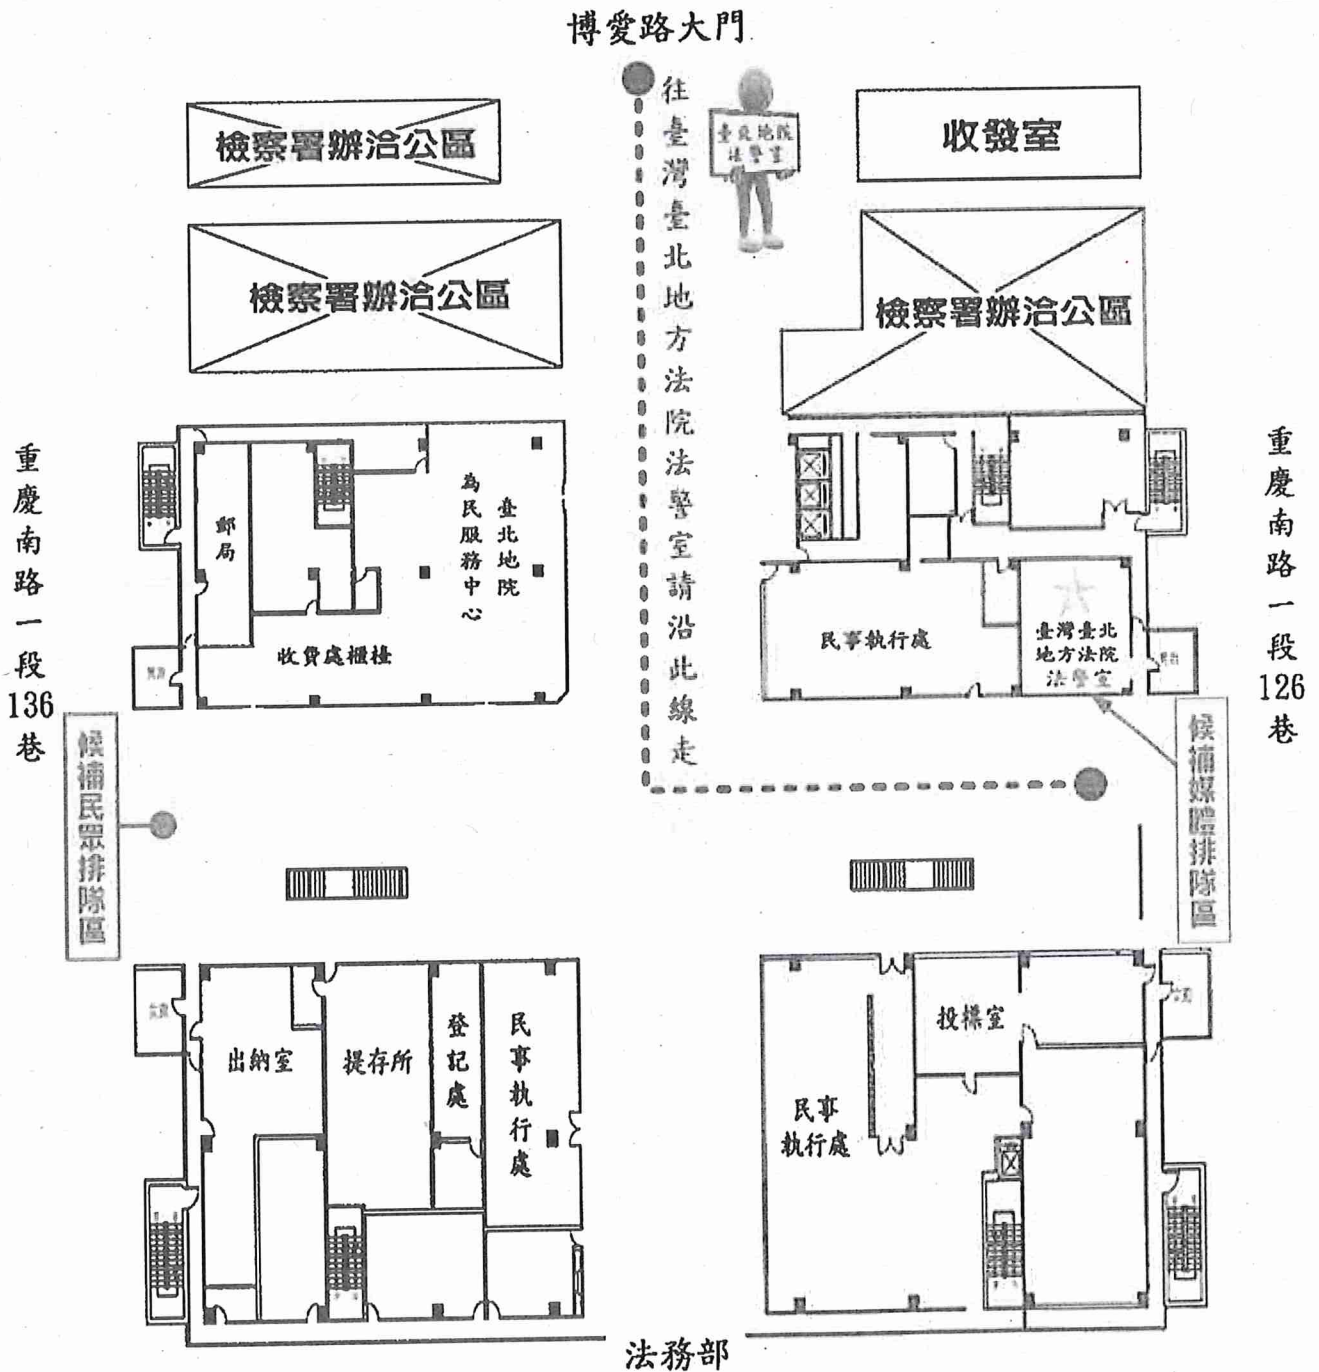 博愛路大門
檢察署辦洽公區
往臺灣臺北地方法院法警室請沿此線走
臺北地院
法警室
收發室
檢察署辦洽公區
檢察署辦洽公區
重慶南路一段136巷
郵局
臺北地院
為民服務中心
收費處櫃檯
民事執行處
臺灣臺北
地方法院
法警室
重慶南路一段126巷
候補民眾排隊區
候補媒體排隊區
出納室
提存所
登記處
民事執行處
投標室
民事
執行處
法務部